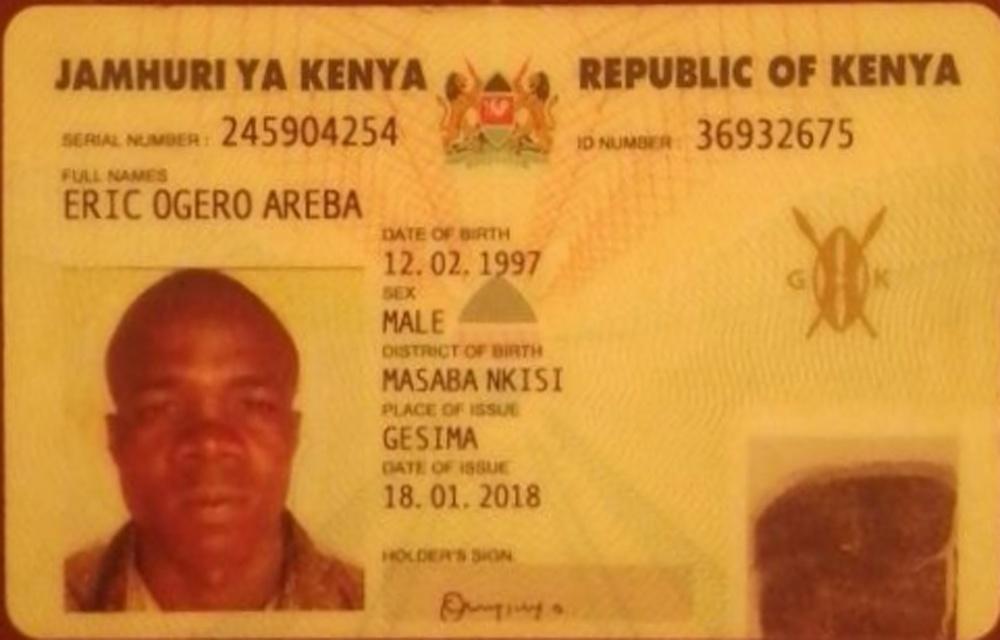 JAMHURI YA KENYA REPUBLIC OF KENYA
SERIAL NUMBER : 245904254 ID NUMBER : 36932675
FULL NAMES
ERIC OGERO AREBA
DATE OF BIRTH
12. 02. 1997
SEX
MALE
G K
DISTRICT OF BIRTH
MASABA NKISI
PLACE OF ISSUE
GESIMA
DATE OF ISSUE
18. 01. 2018
HOLDER'S SIGN.